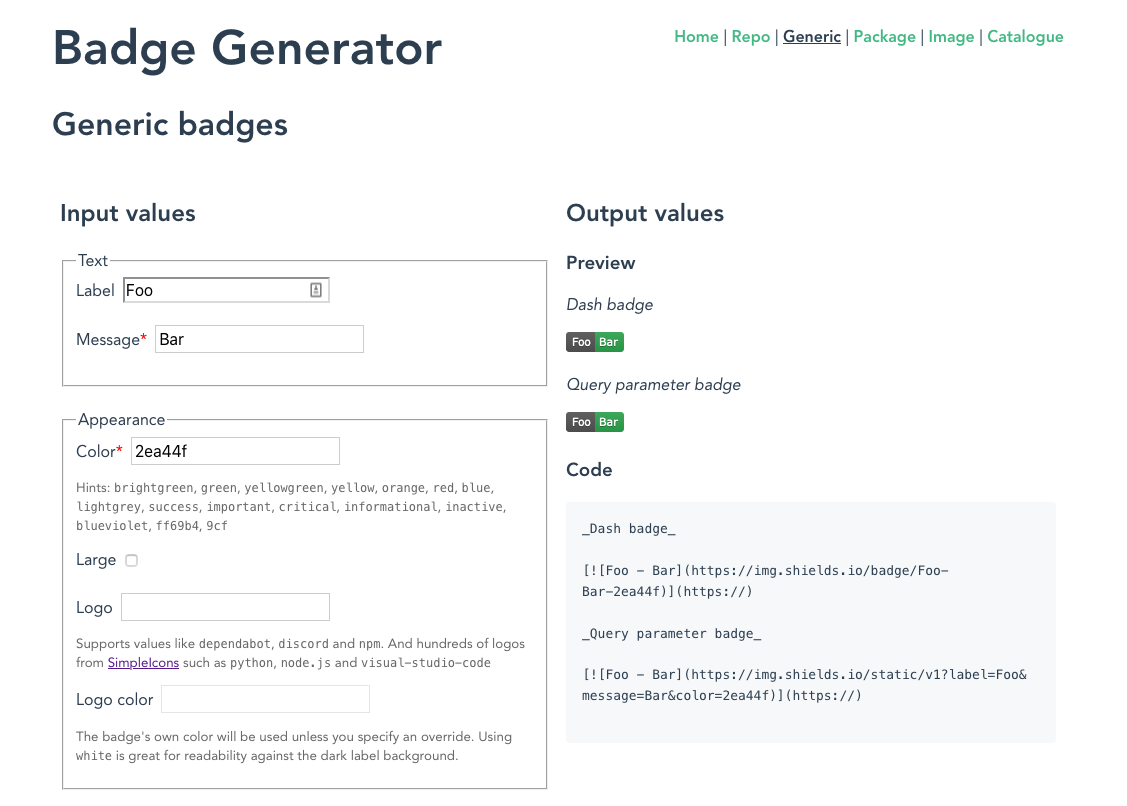 Badge Generator
Home | Repo | Generic | Package | Image | Catalogue
Generic badges
Input values
Text
Label Foo
Message* Bar
Appearance
Color* 2ea44f
Hints: brightgreen, green, yellowgreen, yellow, orange, red, blue,
lightgrey, success, important, critical, informational, inactive,
blueviolet, ff69b4, 9cf
Large
Logo
Supports values like dependabot, discord and npm. And hundreds of logos
from SimpleIcons such as python, node.js and visual-studio-code
Logo color
The badge's own color will be used unless you specify an override. Using
white is great for readability against the dark label background.
Output values
Preview
Dash badge
Foo Bar
Query parameter badge
Foo Bar
Code
_Dash badge_
[![Foo - Bar](https://img.shields.io/badge/Foo-
Bar-2ea44f)](https://)
_Query parameter badge_
[![Foo - Bar](https://img.shields.io/static/v1?label=Foo&
message=Bar&color=2ea44f)](https://)